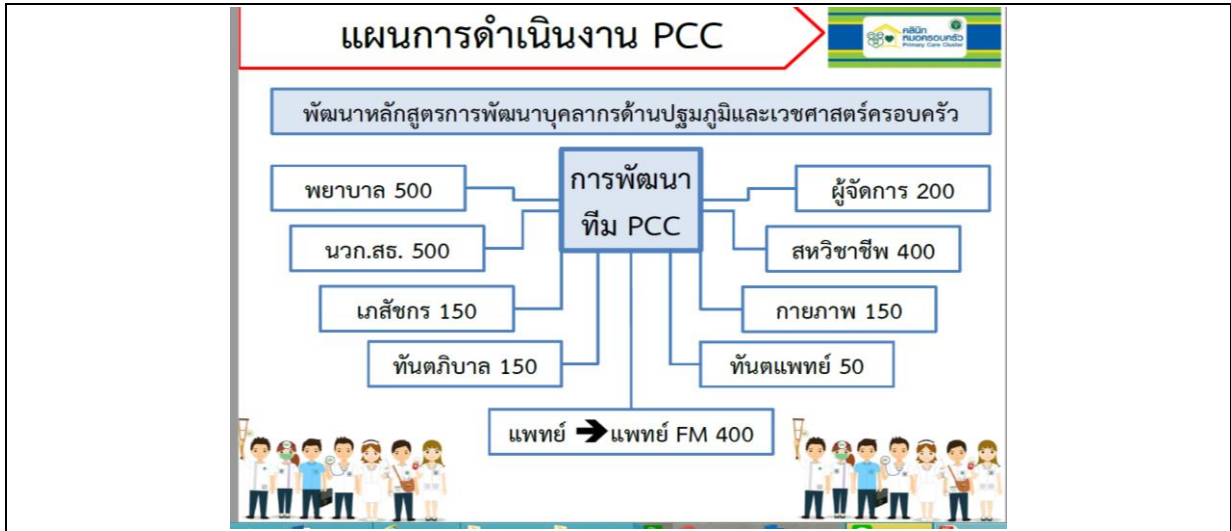 แผนการดำเนินงาน PCC
คลินิก
หมอครอบครัว
Primary Care Cluster
พัฒนาหลักสูตรการพัฒนาบุคลากรด้านปฐมภูมิและเวชศาสตร์ครอบครัว
การพัฒนา
ทีม PCC
พยาบาล 500
ผู้จัดการ 200
นวก.สธ. 500
สหวิชาชีพ 400
เภสัชกร 150
กายภาพ 150
ทันตภิบาล 150
ทันตแพทย์ 50
แพทย์ ➔ แพทย์ FM 400